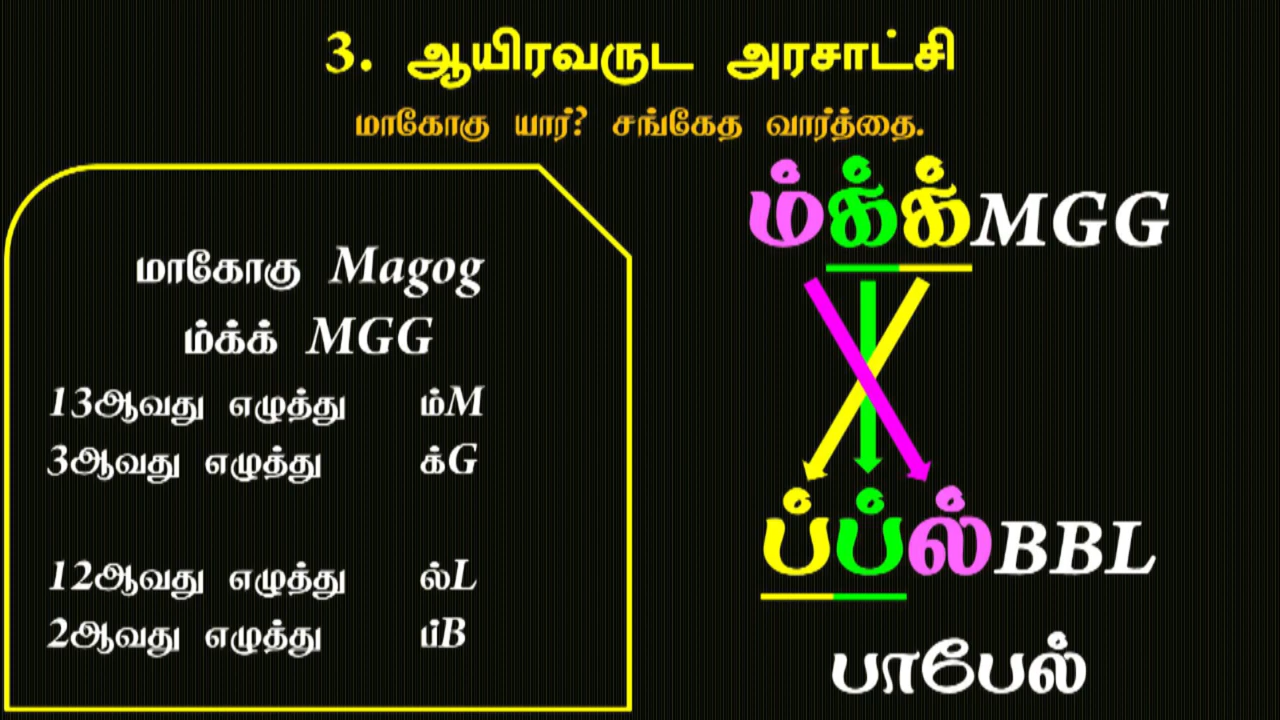 3. ஆயிரவருட அரசாட்சி
மாகோகு யார்? சங்கேத வார்த்தை.
மாகோகு Magog
ம்க்க் MGG
13ஆவது எழுத்து ம்M
3ஆவது எழுத்து க்G
12ஆவது எழுத்து ல்L
2ஆவது எழுத்து ப்B
ம்க்க்MGG
ப்ப்ல்BBL
பாபேல்